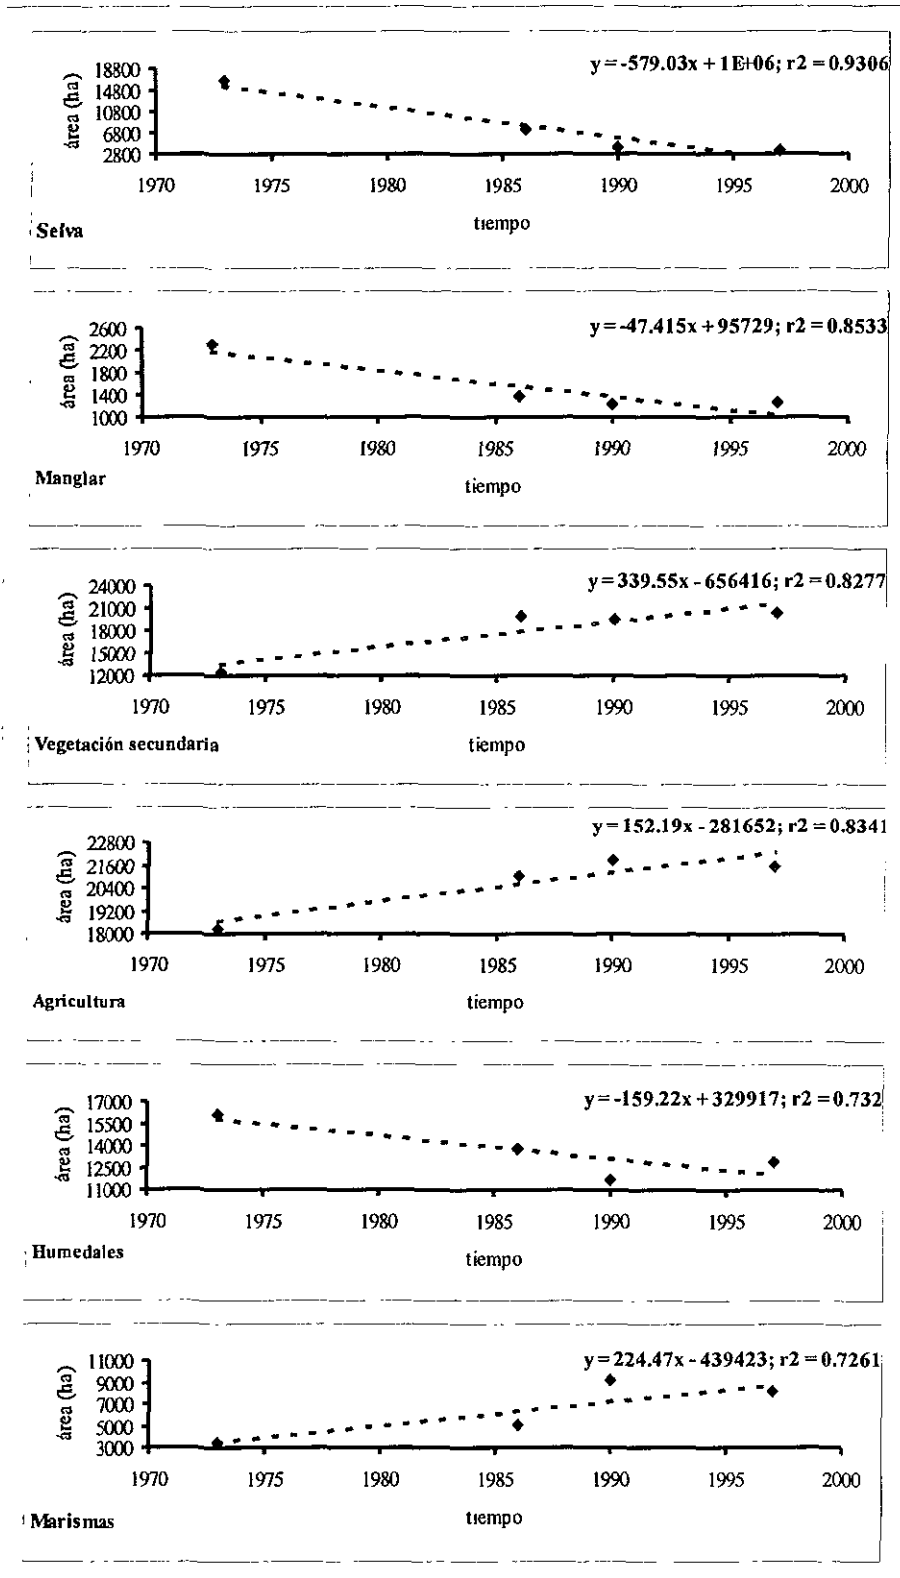 y = -579.03x + 1E+06; r2 = 0.9306
área (ha)
18800
14800
10800
6800
2800
1970 1975 1980 1985 1990 1995 2000
tiempo
Selva
y = -47.415x + 95729; r2 = 0.8533
área (ha)
2600
2200
1800
1400
1000
1970 1975 1980 1985 1990 1995 2000
Manglar
tiempo
y = 339.55x - 656416; r2 = 0.8277
área (ha)
24000
21000
18000
15000
12000
1970 1975 1980 1985 1990 1995 2000
Vegetación secundaria tiempo
y = 152.19x - 281652; r2 = 0.8341
área (ha)
22800
21600
20400
19200
18000
1970 1975 1980 1985 1990 1995 2000
Agricultura tiempo
y = -159.22x + 329917; r2 = 0.732
área (ha)
17000
15500
14000
12500
11000
1970 1975 1980 1985 1990 1995 2000
Humedales tiempo
y = 224.47x - 439423; r2 = 0.7261
área (ha)
11000
9000
7000
5000
3000
1970 1975 1980 1985 1990 1995 2000
Marismas tiempo